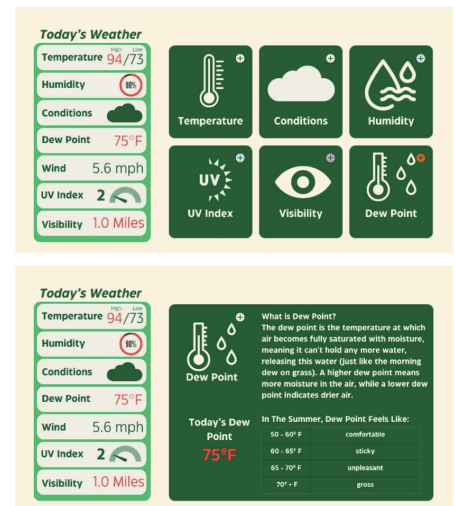 Today's Weather
High Low
Temperature 94/73
Humidity 90%
Conditions
Dew Point 75°F
Wind 5.6 mph
UV Index 2
Visibility 1.0 Miles
Temperature
Conditions
Humidity
UV
UV Index
Visibility
Dew Point
Today's Weather
High Low
Temperature 94/73
Humidity 90%
Conditions
Dew Point 75°F
Wind 5.6 mph
UV Index 2
Visibility 1.0 Miles
Dew Point
What is Dew Point?
The dew point is the temperature at which
air becomes fully saturated with moisture,
meaning it can't hold any more water,
releasing this water (just like the morning
dew on grass). A higher dew point means
more moisture in the air, while a lower dew
point indicates drier air.
Today's Dew
Point
75°F
In The Summer, Dew Point Feels Like:
50 - 60° F comfortable
60 - 65° F sticky
65 - 70° F unpleasant
70° + F gross